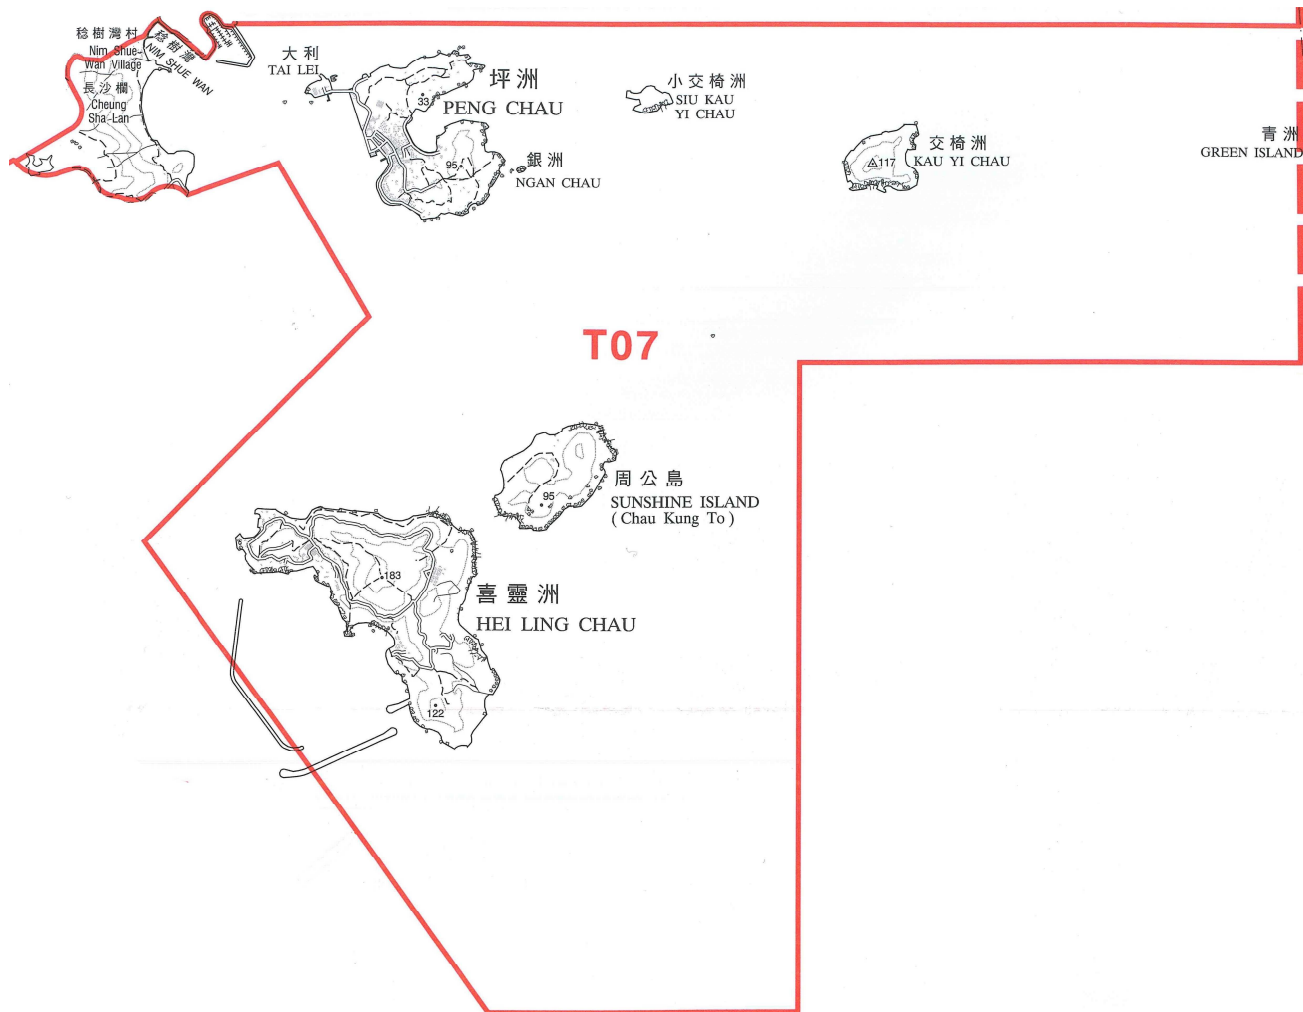 稔樹灣村
Nim Shue
Wan Village
稔樹灣
NIM SHUE WAN
長沙欄
Cheung
Sha Lan
大利
TAI LEI
坪洲
PENG CHAU
33
95
銀洲
NGAN CHAU
小交椅洲
SIU KAU
YI CHAU
交椅洲
KAU YI CHAU
117
青洲
GREEN ISLAND
T07
周公島
SUNSHINE ISLAND
(Chau Kung To)
95
183
喜靈洲
HEI LING CHAU
122